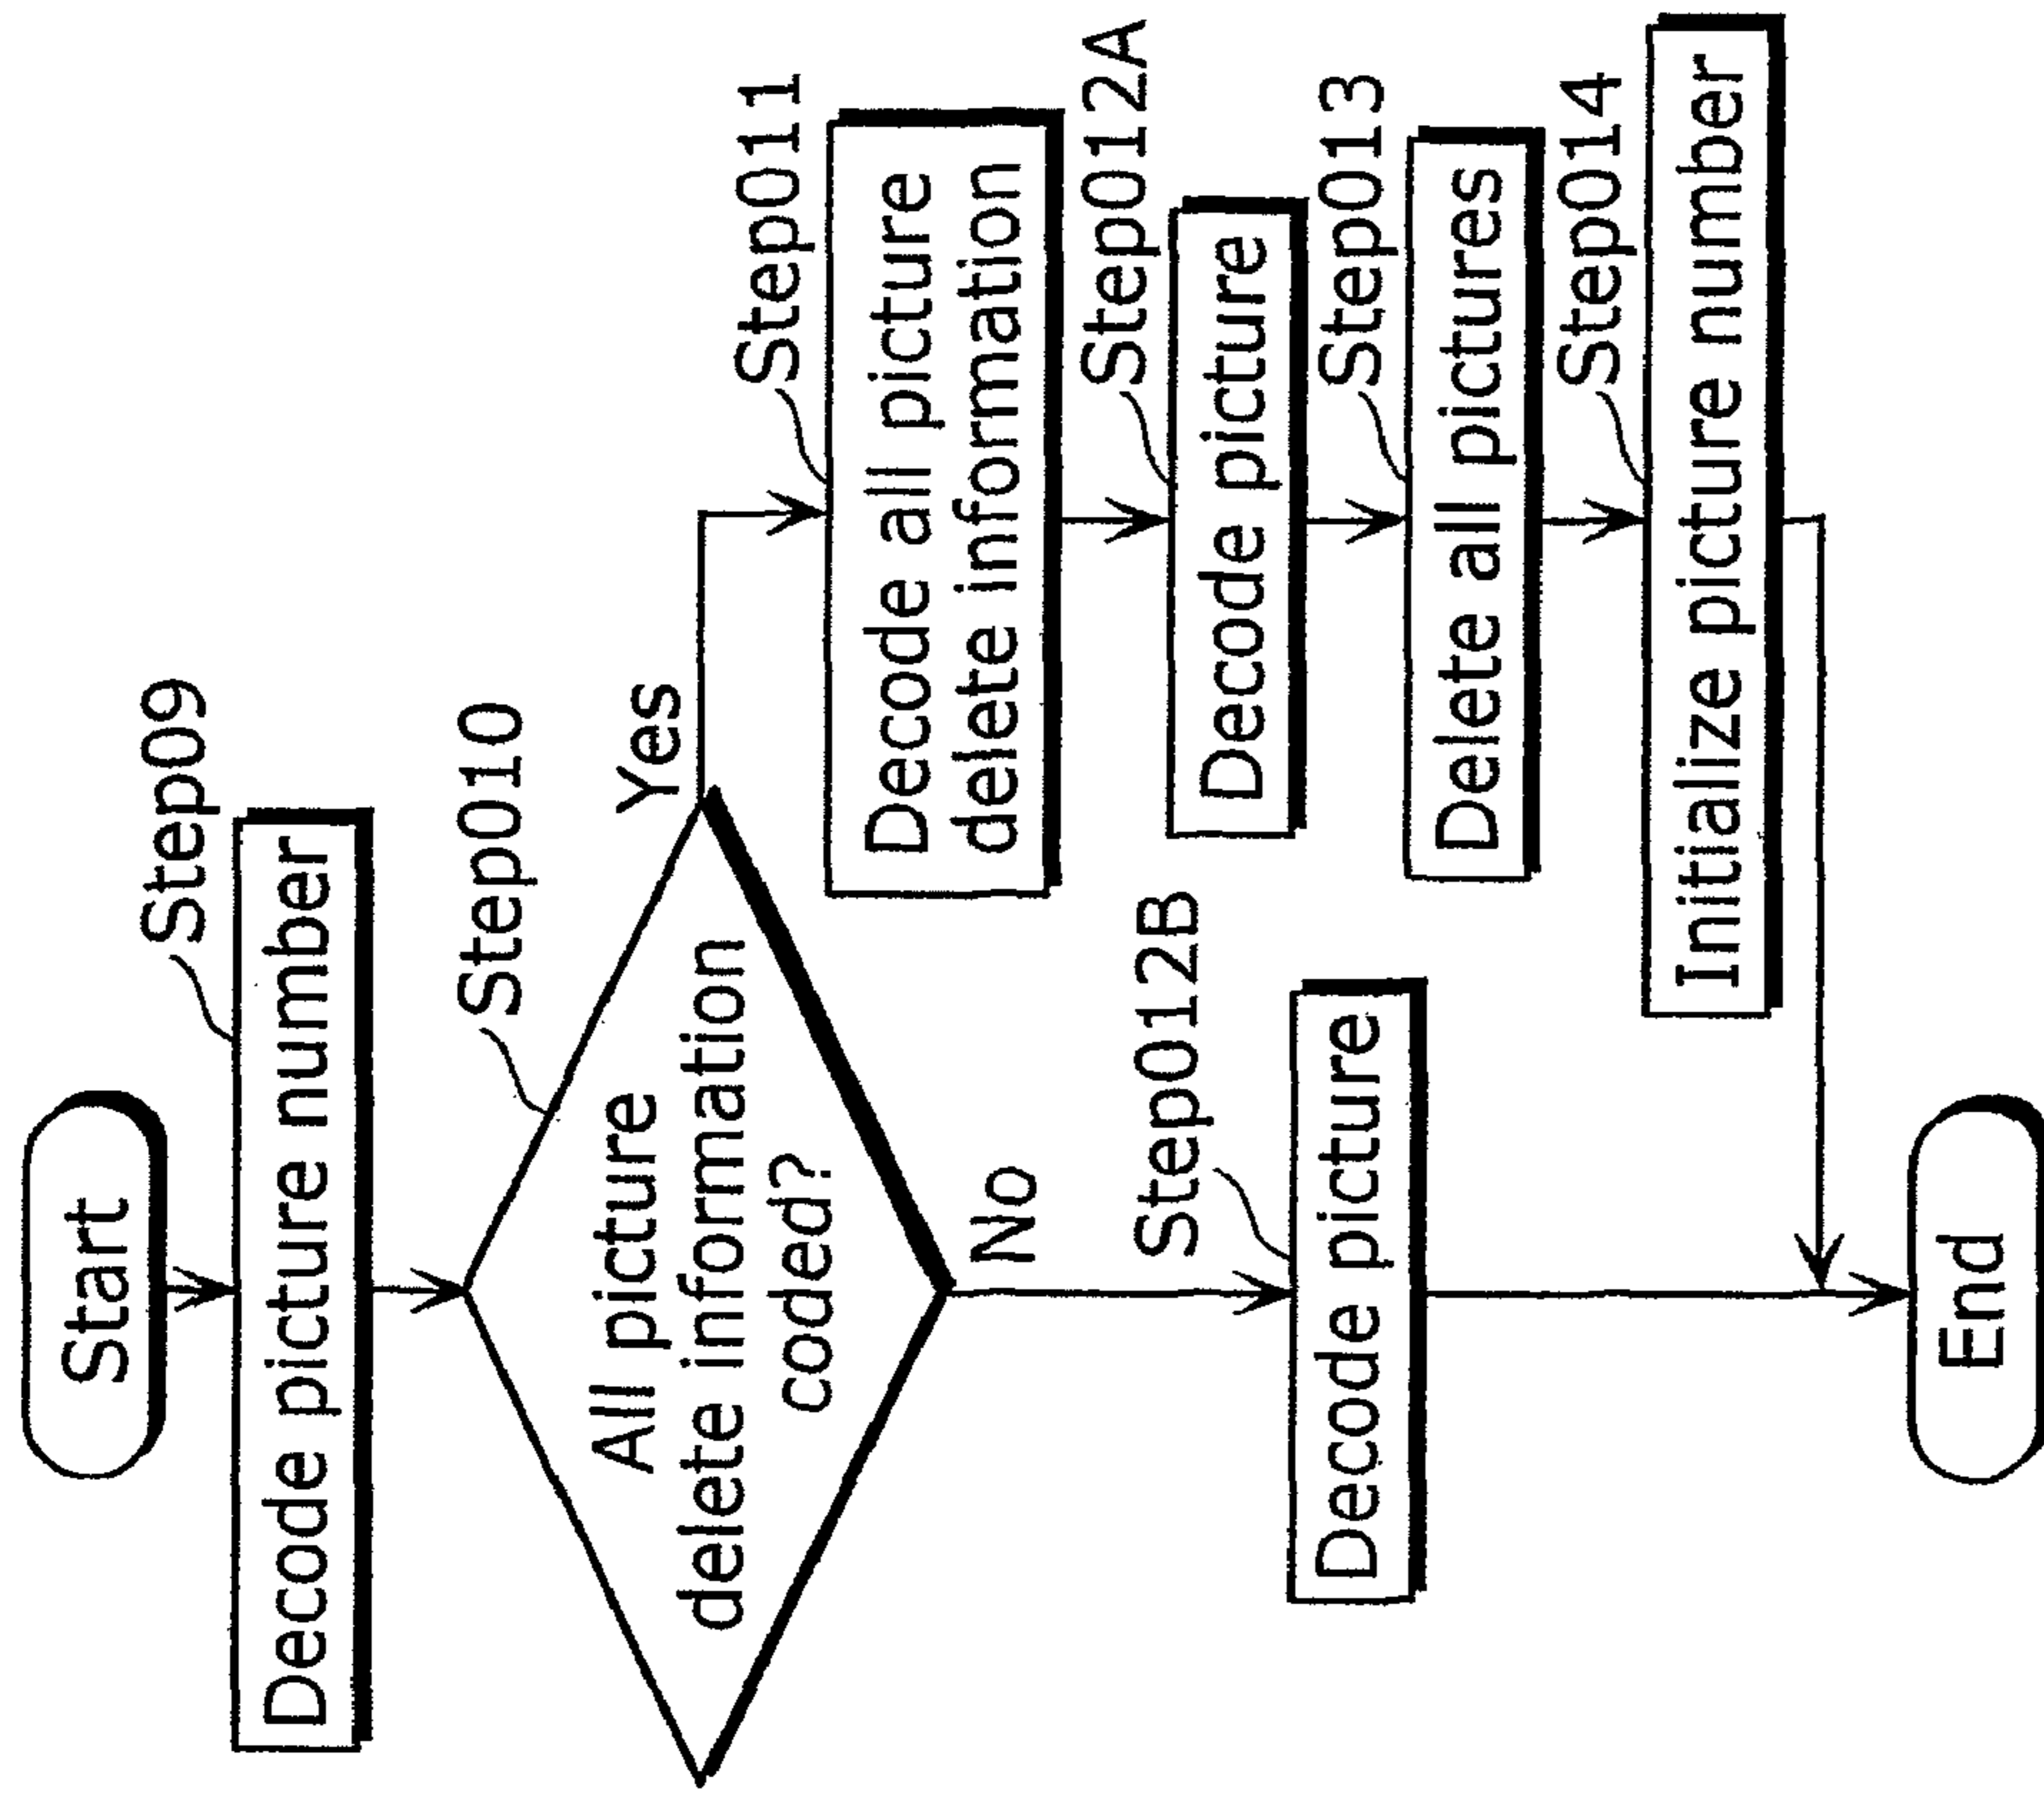 Start
Step09
Decode picture number
Step010
All picture
delete information
coded?
Yes
Step011
Decode all picture
delete information
Step012A
Decode picture
Step013
Delete all pictures
Step014
Initialize picture number
No
Step012B
Decode picture
End